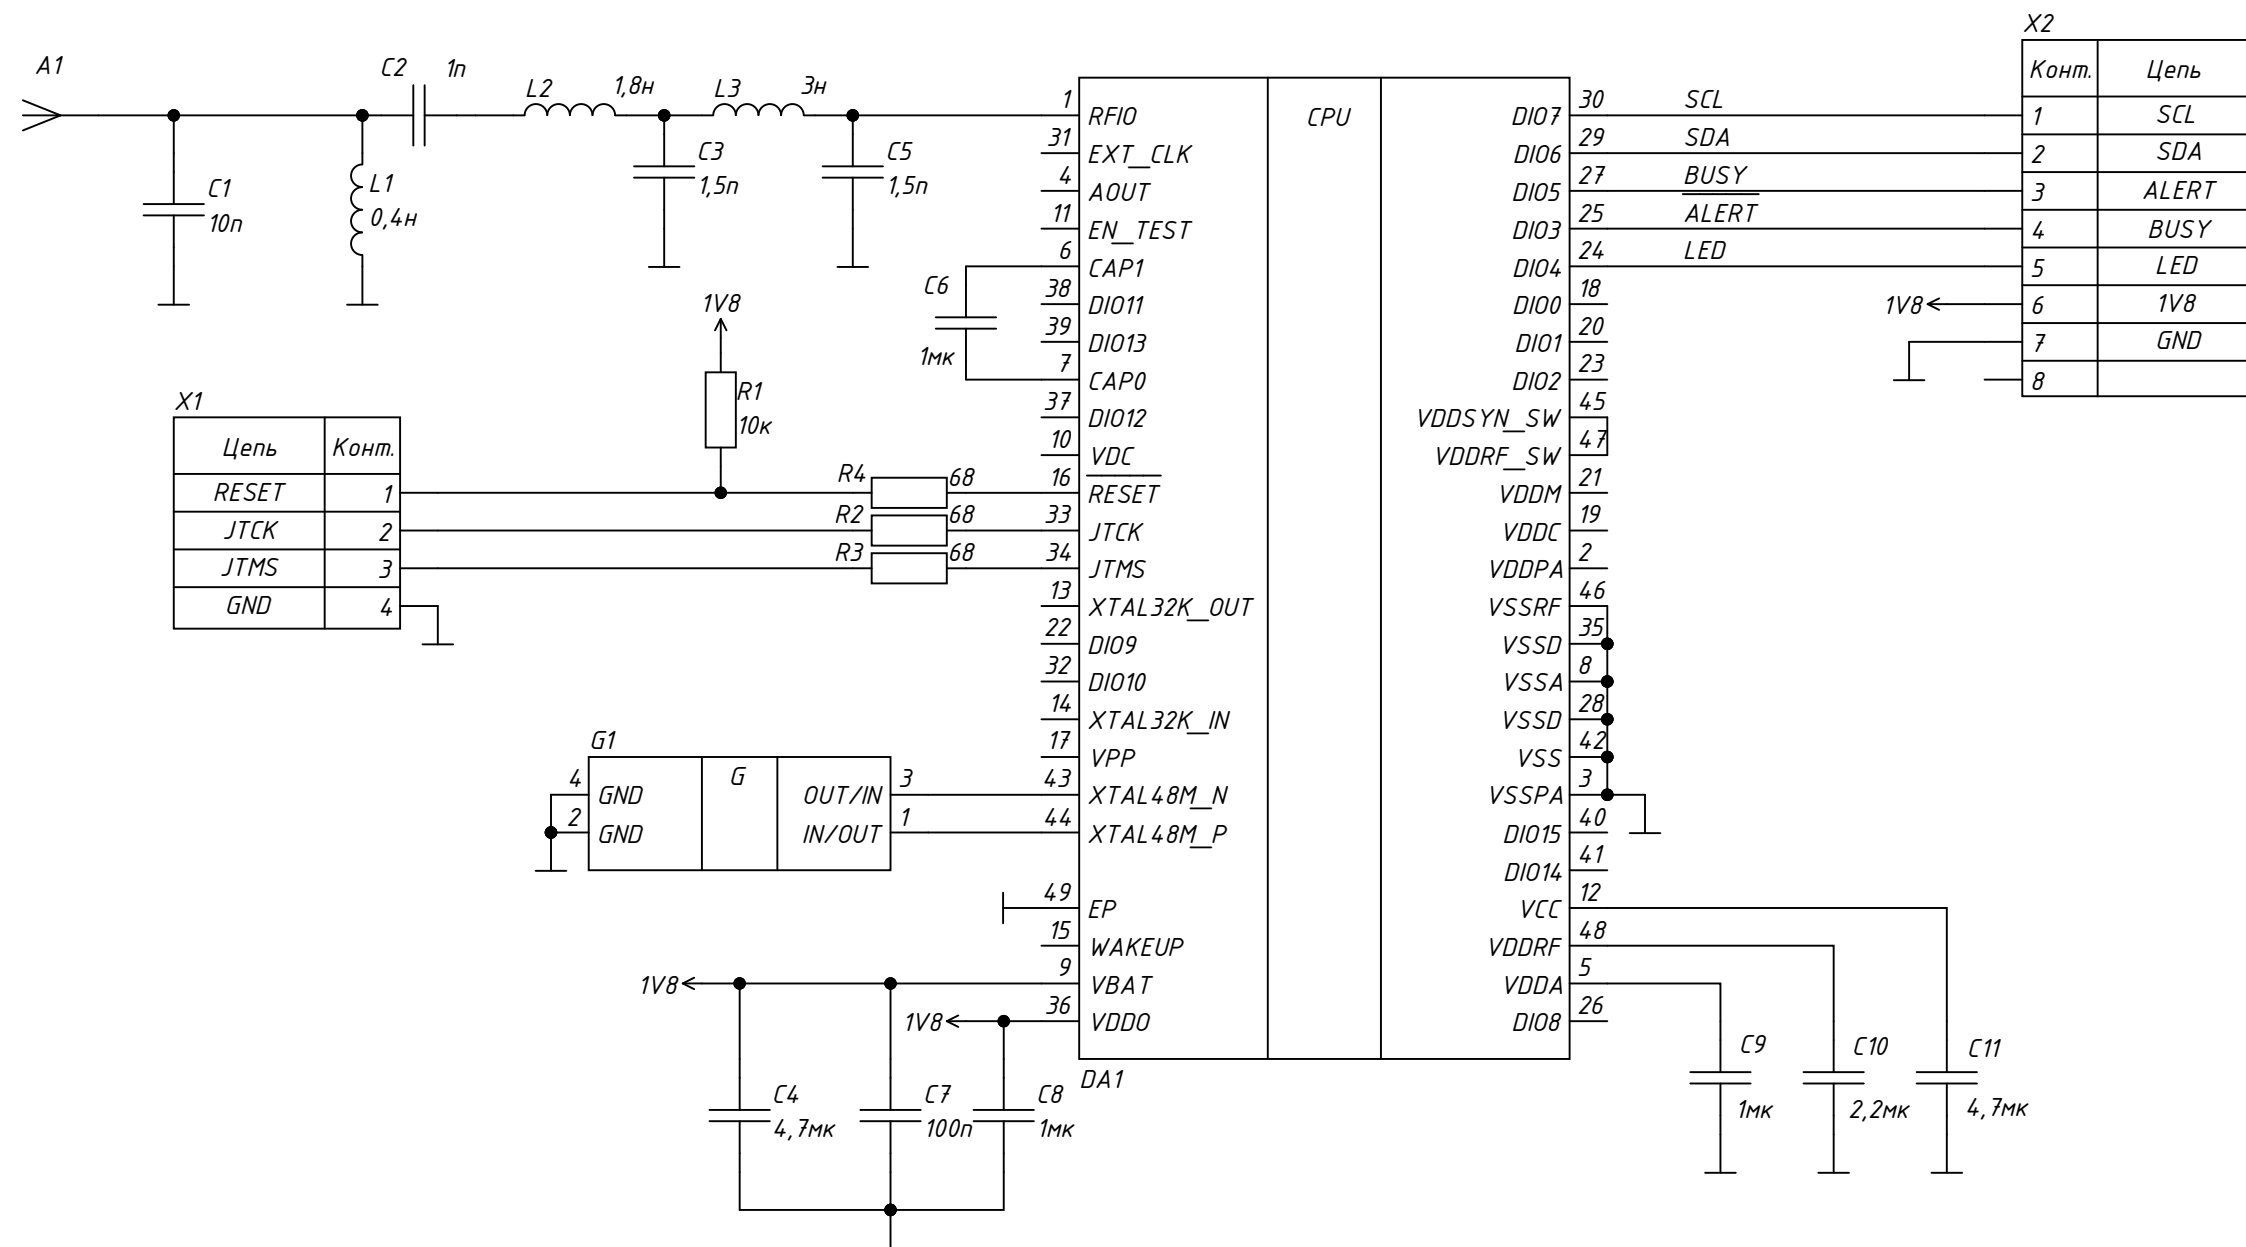 A1
C2 1п
L2 1,8н
L3 3н
C1
10п
L1
0,4н
C3
1,5п
C5
1,5п
C6
1мк
1V8
R1
10к
X1
Цепь Конт.
RESET 1
JTCK 2
JTMS 3
GND 4
R4 68
R2 68
R3 68
G1
G
4 GND
2 GND
OUT/IN 3
IN/OUT 1
CPU
1 RFIO
31 EXT_CLK
4 AOUT
11 EN_TEST
6 CAP1
38 DIO11
39 DIO13
7 CAP0
37 DIO12
10 VDC
16 RESET
33 JTCK
34 JTMS
13 XTAL32K_OUT
22 DIO9
32 DIO10
14 XTAL32K_IN
17 VPP
43 XTAL48M_N
44 XTAL48M_P
49 EP
15 WAKEUP
9 VBAT
36 VDDO
DIO7 30 SCL
DIO6 29 SDA
DIO5 27 BUSY
DIO3 25 ALERT
DIO4 24 LED
DIO0 18
DIO1 20
DIO2 23
VDDSYN_SW 45
VDDRF_SW 47
VDDM 21
VDDC 19
VDDPA 2
VSSRF 46
VSSD 35
VSSA 8
VSSD 28
VSS 42
VSSPA 3
DIO15 40
DIO14 41
VCC 12
VDDRF 48
VDDA 5
DIO8 26
DA1
X2
Конт. Цепь
1 SCL
2 SDA
3 ALERT
4 BUSY
5 LED
1V8 6 1V8
7 GND
8
1V8
1V8
C4
4,7мк
C7
100п
C8
1мк
C9
1мк
C10
2,2мк
C11
4,7мк